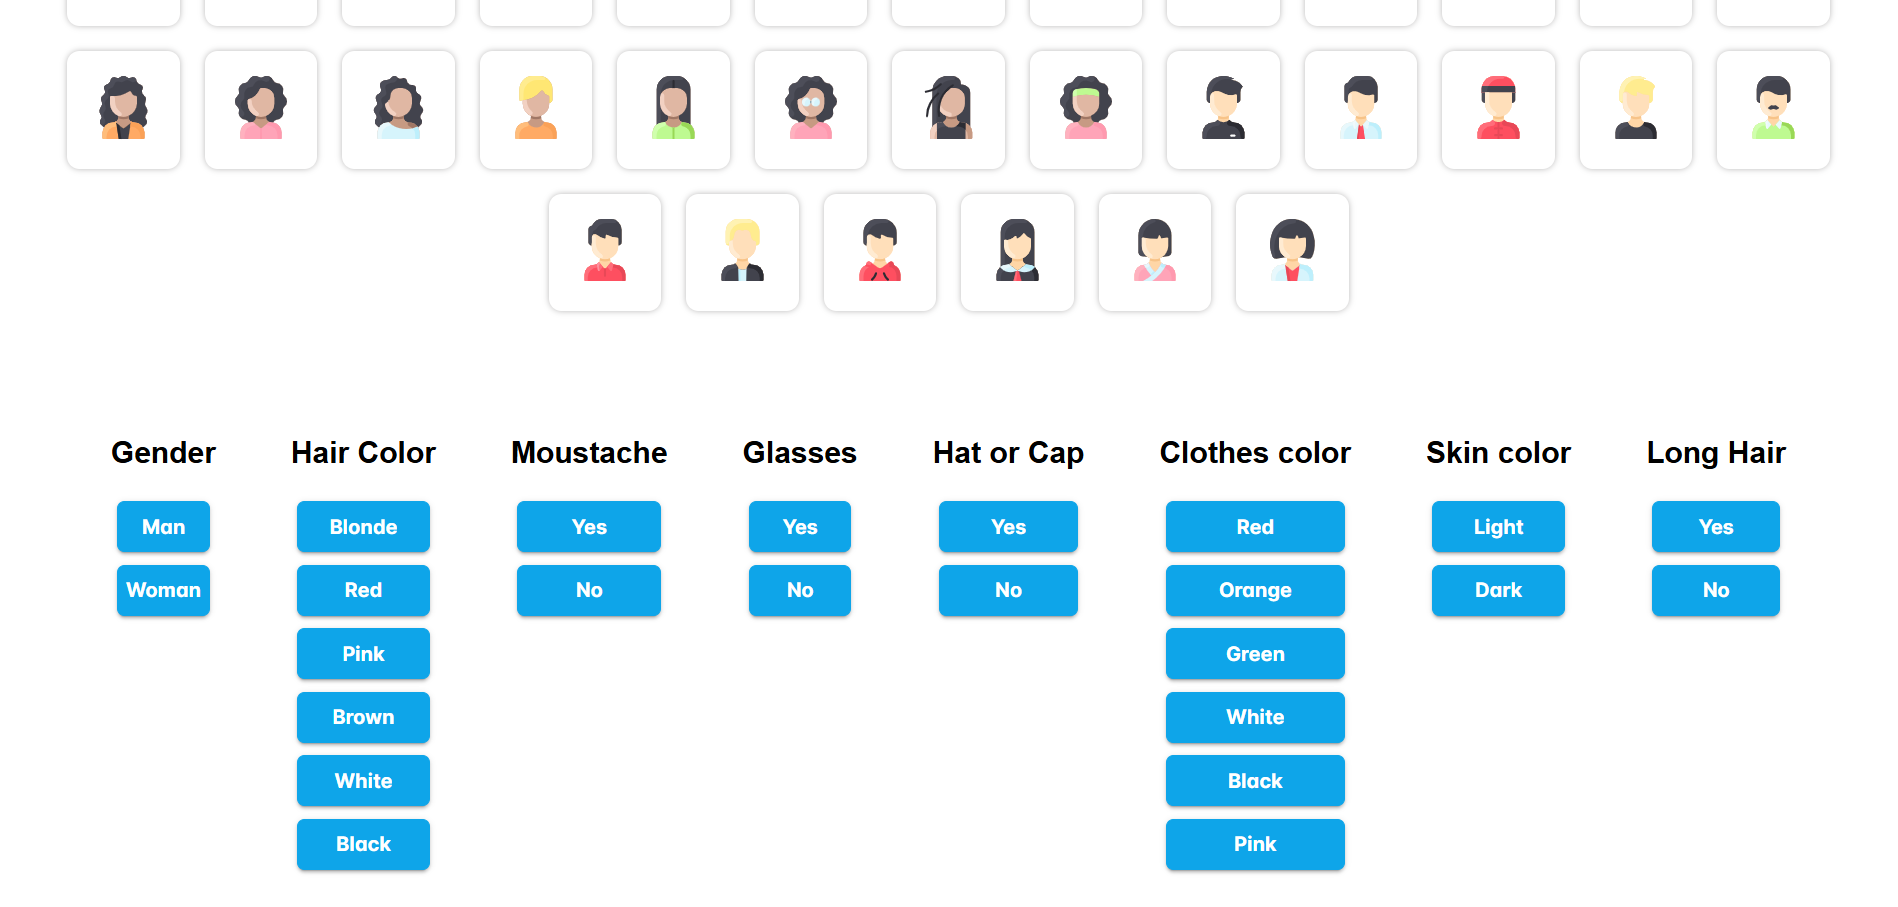 Gender
Man
Woman
Hair Color
Blonde
Red
Pink
Brown
White
Black
Moustache
Yes
No
Glasses
Yes
No
Hat or Cap
Yes
No
Clothes color
Red
Orange
Green
White
Black
Pink
Skin color
Light
Dark
Long Hair
Yes
No